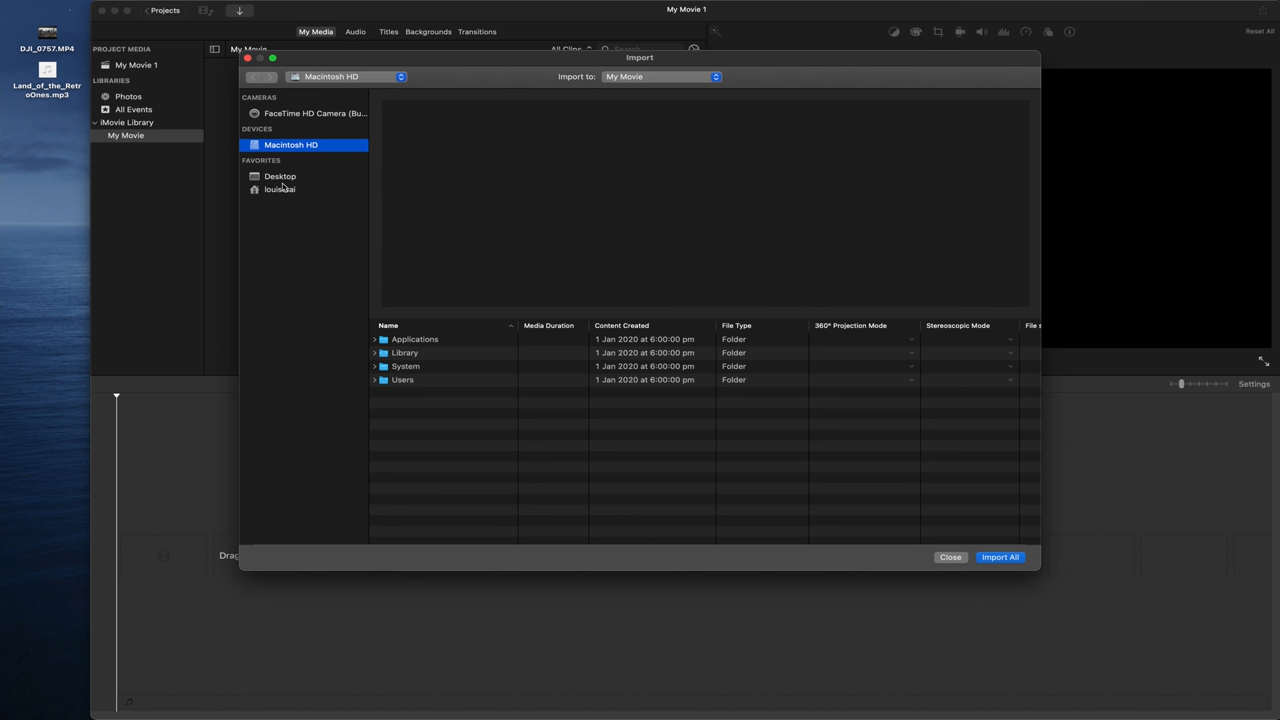 Projects
My Movie 1
DJI_0757.MP4
Land_of_the_Retr
oOnes.mp3
My Media
Audio
Titles
Backgrounds
Transitions
Reset All
PROJECT MEDIA
My Movie 1
LIBRARIES
Photos
All Events
iMovie Library
My Movie
My Movie
All Clips
Search
Import
Macintosh HD
Import to:
My Movie
CAMERAS
FaceTime HD Camera (Bu...
DEVICES
Macintosh HD
FAVORITES
Desktop
Name
Media Duration
Content Created
File Type
360° Projection Mode
Stereoscopic Mode
File s
Applications
1 Jan 2020 at 6:00:00 pm
Folder
Library
1 Jan 2020 at 6:00:00 pm
Folder
System
1 Jan 2020 at 6:00:00 pm
Folder
Users
1 Jan 2020 at 6:00:00 pm
Folder
Settings
Drag
Close
Import All